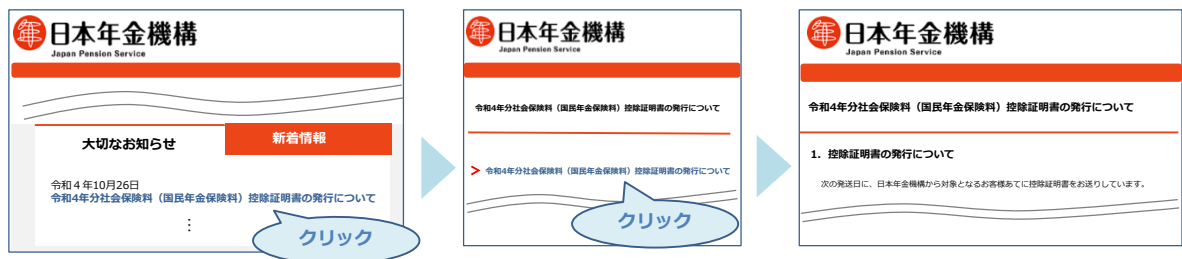 年 日本年金機構
Japan Pension Service
大切なお知らせ
新着情報
令和４年10月26日
令和4年分社会保険料（国民年金保険料）控除証明書の発行について
⋮
クリック
年 日本年金機構
Japan Pension Service
令和4年分社会保険料（国民年金保険料）控除証明書の発行について
> 令和4年分社会保険料（国民年金保険料）控除証明書の発行について
クリック
年 日本年金機構
Japan Pension Service
令和4年分社会保険料（国民年金保険料）控除証明書の発行について
1．控除証明書の発行について
次の発送日に、日本年金機構から対象となるお客様あてに控除証明書をお送りしています。